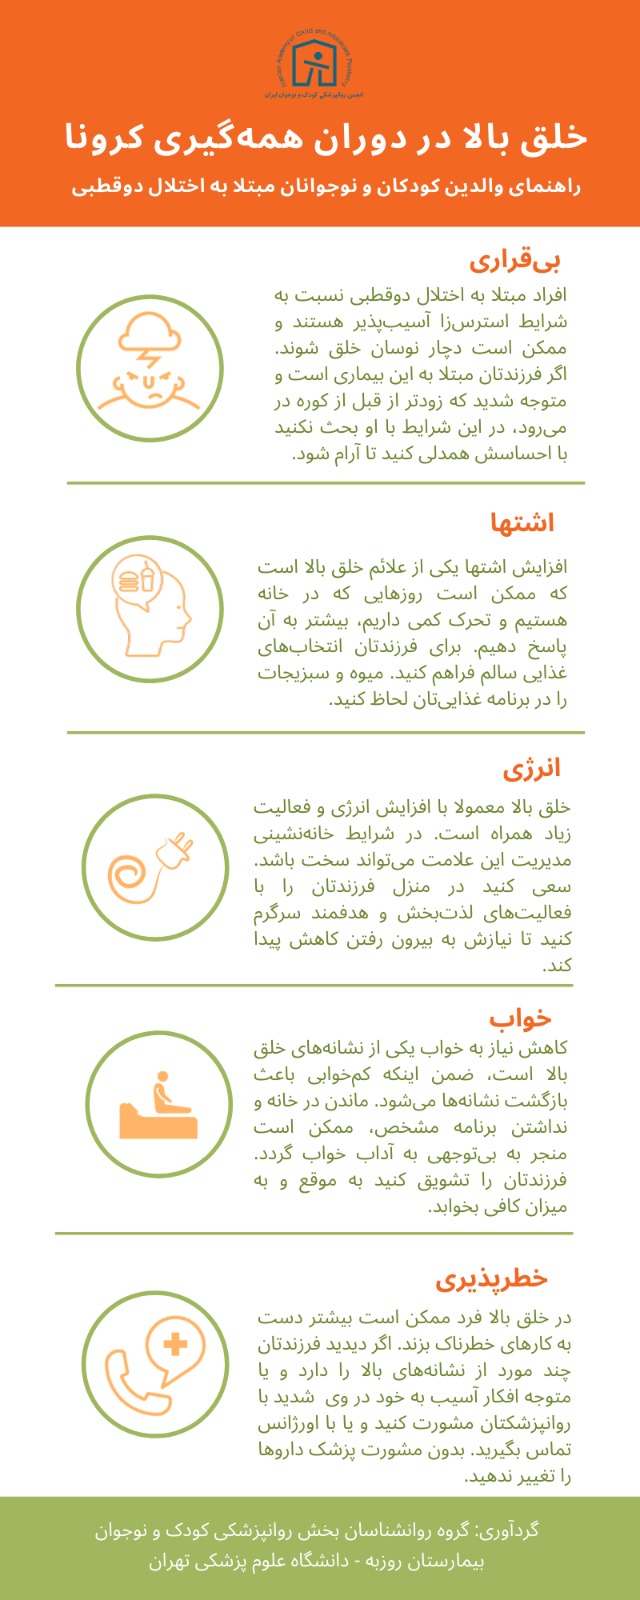 Iranian Academy of Child and Adolescent Psychiatry
انجمن روانپزشکی کودک و نوجوان ایران
خلق بالا در دوران همه‌گیری کرونا
راهنمای والدین کودکان و نوجوانان مبتلا به اختلال دوقطبی
بی‌قراری
افراد مبتلا به اختلال دوقطبی نسبت به
شرایط استرس‌زا آسیب‌پذیر هستند و
ممکن است دچار نوسان خلق شوند.
اگر فرزندتان مبتلا به این بیماری است و
متوجه شدید که زودتر از قبل از کوره در
می‌رود، در این شرایط با او بحث نکنید
با احساسش همدلی کنید تا آرام شود.
اشتها
افزایش اشتها یکی از علائم خلق بالا است
که ممکن است روزهایی که در خانه
هستیم و تحرک کمی داریم، بیشتر به آن
پاسخ دهیم. برای فرزندتان انتخاب‌های
غذایی سالم فراهم کنید. میوه و سبزیجات
را در برنامه غذایی‌تان لحاظ کنید.
انرژی
خلق بالا معمولا با افزایش انرژی و فعالیت
زیاد همراه است. در شرایط خانه‌نشینی
مدیریت این علامت می‌تواند سخت باشد.
سعی کنید در منزل فرزندتان را با
فعالیت‌های لذت‌بخش و هدفمند سرگرم
کنید تا نیازش به بیرون رفتن کاهش پیدا
کند.
خواب
کاهش نیاز به خواب یکی از نشانه‌های خلق
بالا است، ضمن اینکه کم‌خوابی باعث
بازگشت نشانه‌ها می‌شود. ماندن در خانه و
نداشتن برنامه مشخص، ممکن است
منجر به بی‌توجهی به آداب خواب گردد.
فرزندتان را تشویق کنید به موقع و به
میزان کافی بخوابد.
خطرپذیری
در خلق بالا فرد ممکن است بیشتر دست
به کارهای خطرناک بزند. اگر دیدید فرزندتان
چند مورد از نشانه‌های بالا را دارد و یا
متوجه افکار آسیب به خود در وی شدید با
روانپزشکتان مشورت کنید و یا با اورژانس
تماس بگیرید. بدون مشورت پزشک داروها
را تغییر ندهید.
گردآوری: گروه روانشناسان بخش روانپزشکی کودک و نوجوان
بیمارستان روزبه - دانشگاه علوم پزشکی تهران